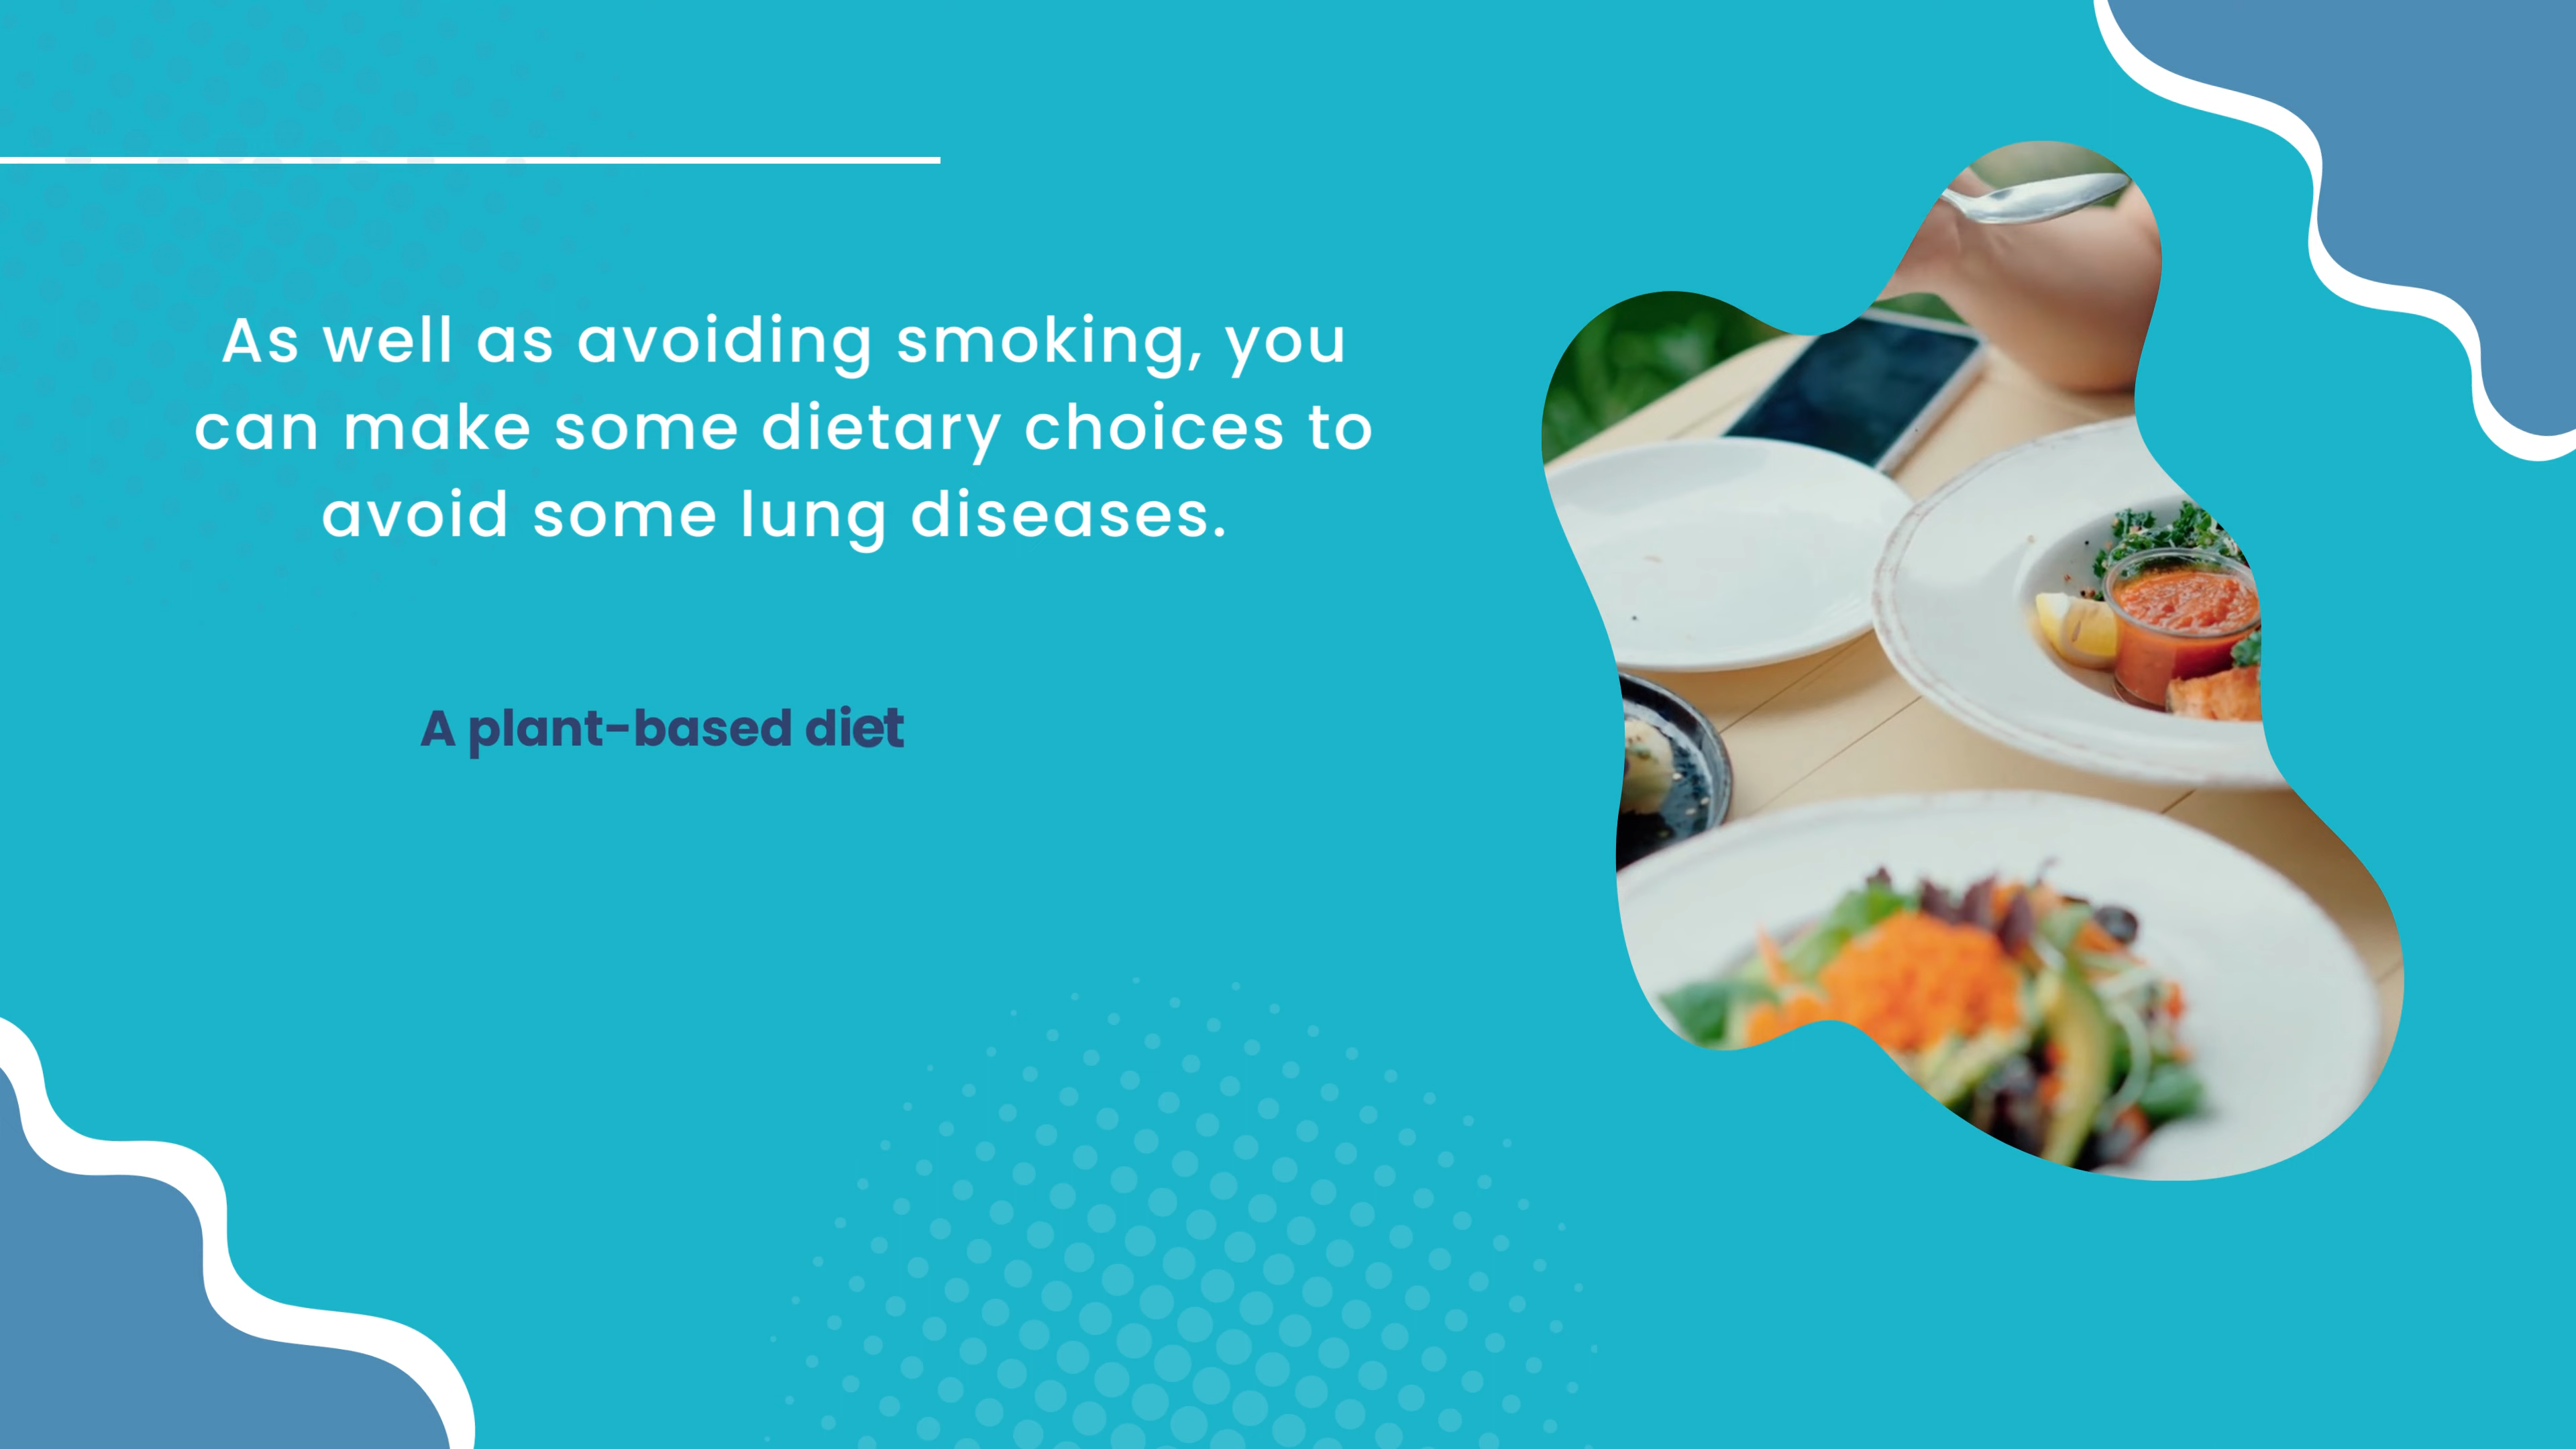 As well as avoiding smoking, you
can make some dietary choices to
avoid some lung diseases.
A plant-based diet